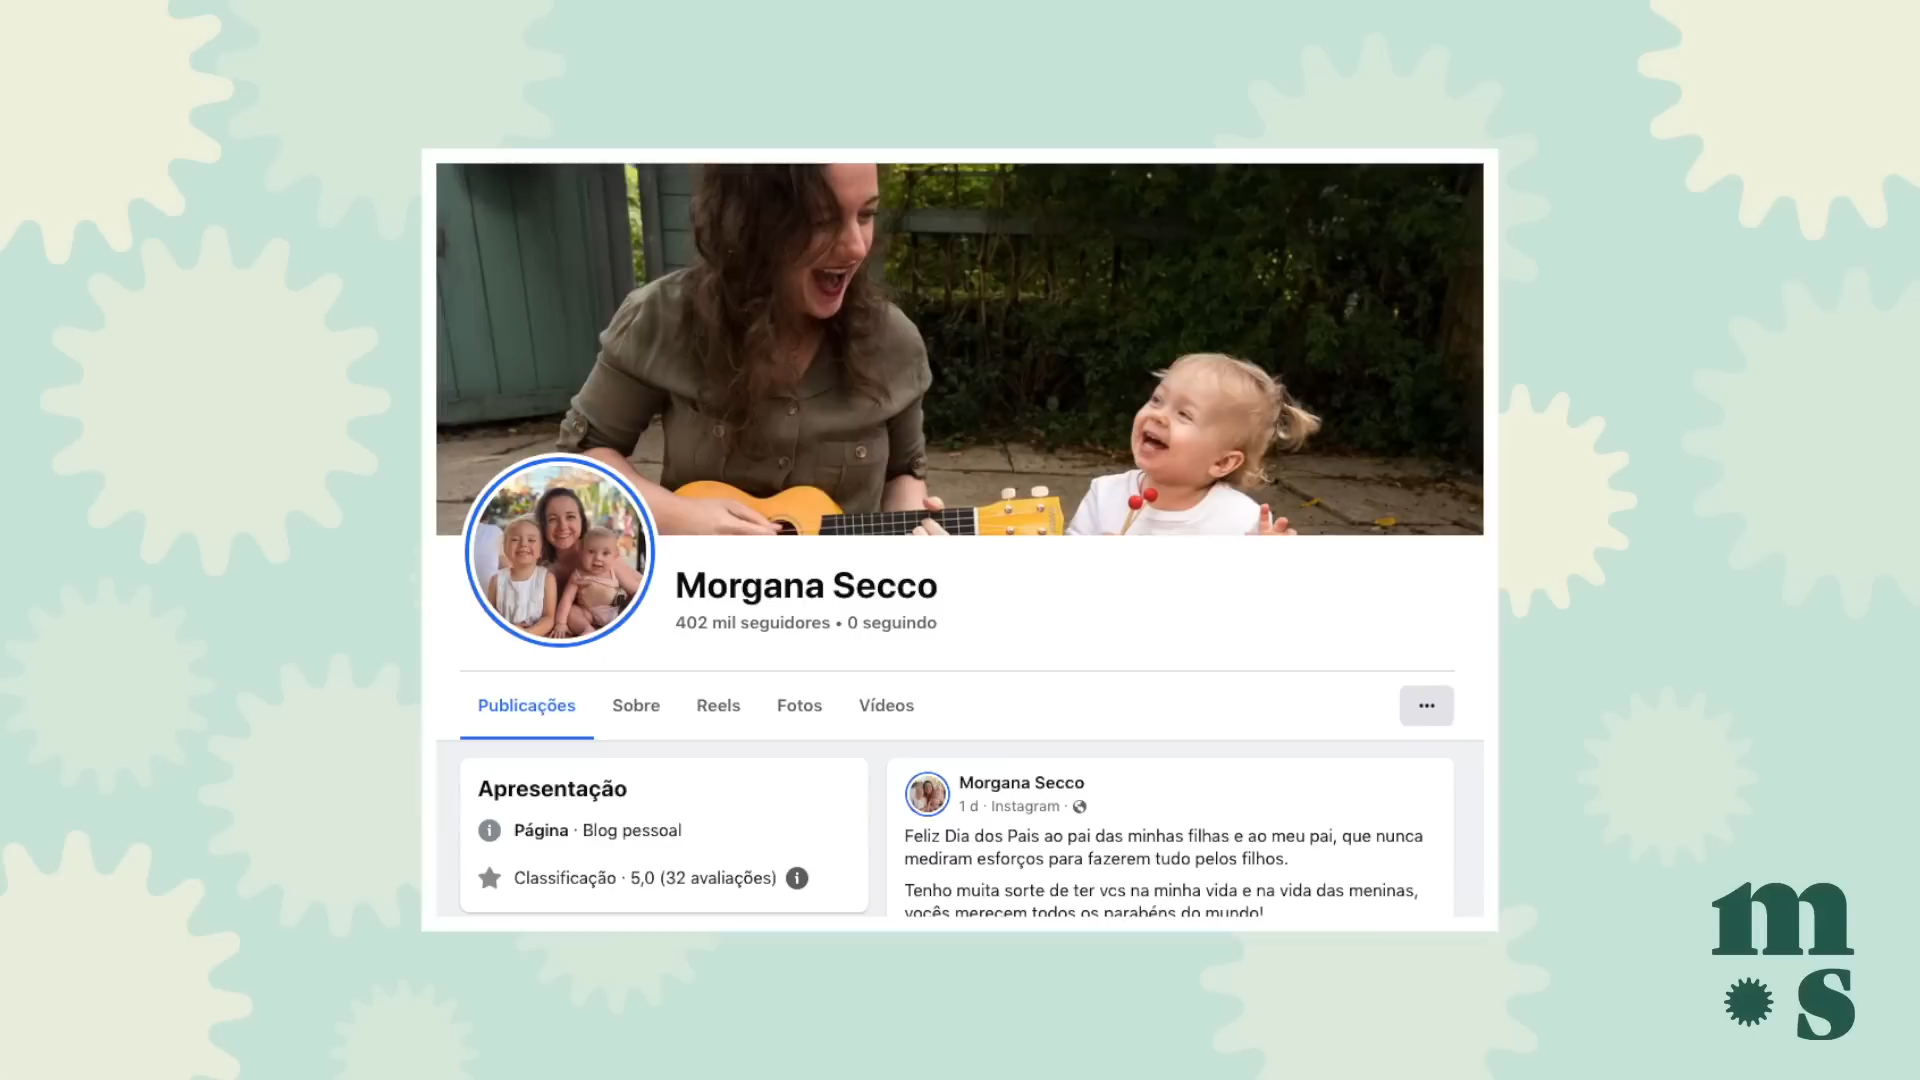 Morgana Secco
402 mil seguidores • 0 seguindo
Publicações
Sobre
Reels
Fotos
Vídeos
Apresentação
Página · Blog pessoal
Classificação · 5,0 (32 avaliações)
Morgana Secco
1 d · Instagram ·
Feliz Dia dos Pais ao pai das minhas filhas e ao meu pai, que nunca
mediram esforços para fazerem tudo pelos filhos.
Tenho muita sorte de ter vcs na minha vida e na vida das meninas,
vocês merecem todos os parabéns do mundo!
m
s